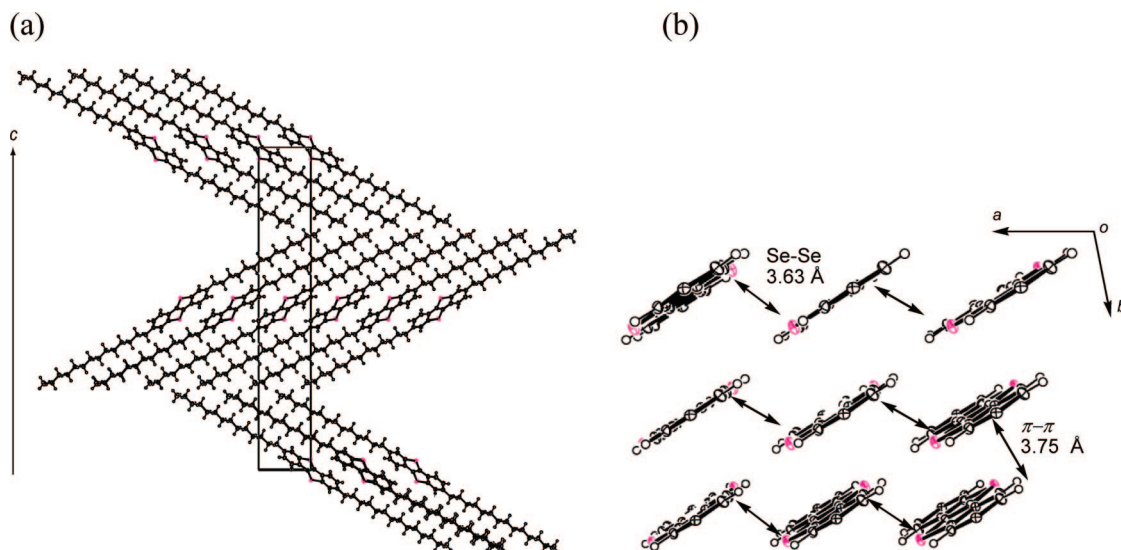 (a)
(b)
c
a
o
b
Se-Se
3.63 Å
π–π
3.75 Å